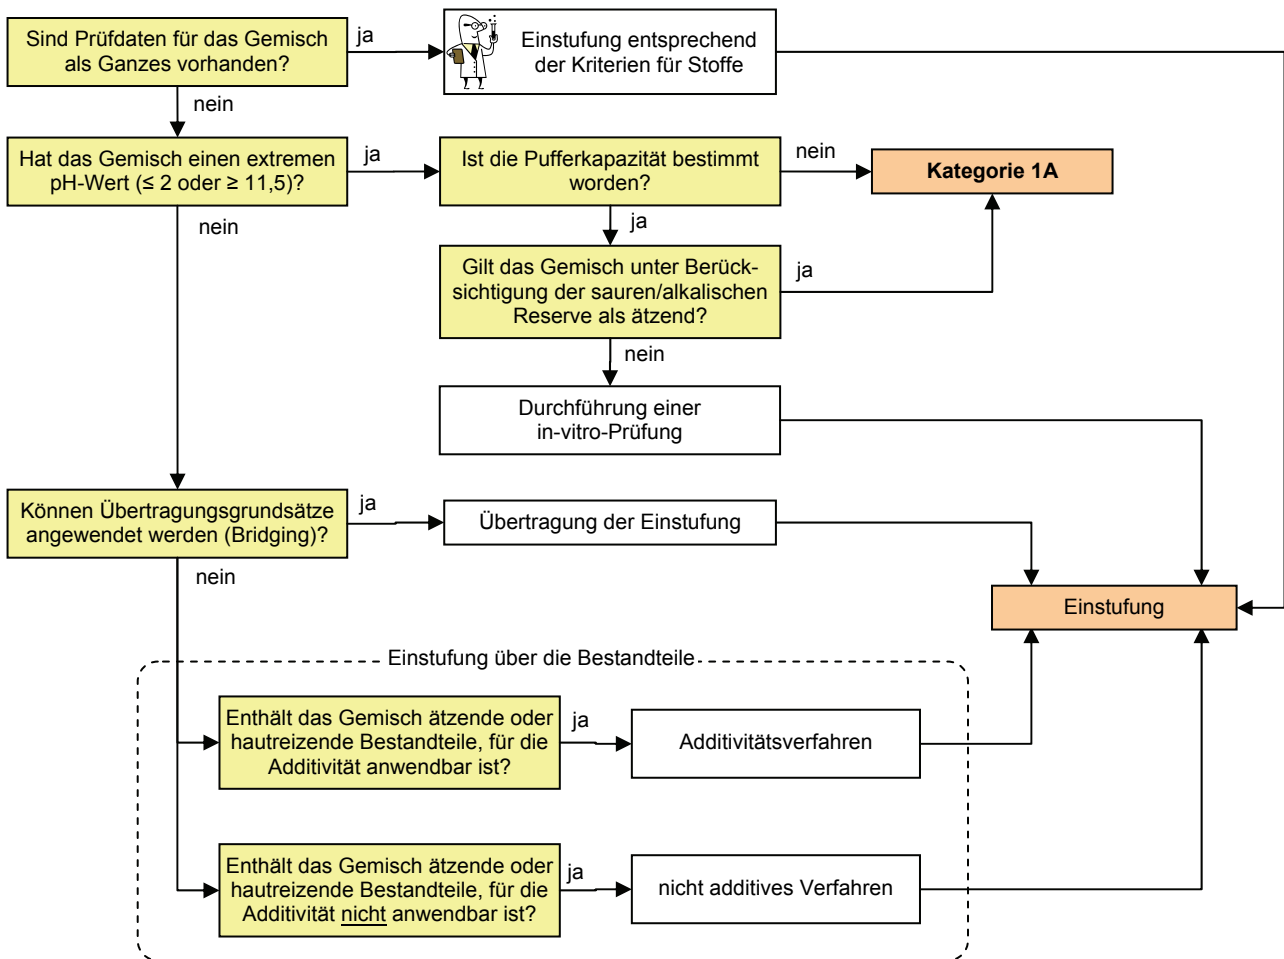 Sind Prüfdaten für das Gemisch
als Ganzes vorhanden?
ja
Einstufung entsprechend
der Kriterien für Stoffe
nein
Hat das Gemisch einen extremen
pH-Wert (≤ 2 oder ≥ 11,5)?
ja
Ist die Pufferkapazität bestimmt
worden?
nein
Kategorie 1A
nein
ja
Gilt das Gemisch unter Berück-
sichtigung der sauren/alkalischen
Reserve als ätzend?
ja
nein
Durchführung einer
in-vitro-Prüfung
Können Übertragungsgrundsätze
angewendet werden (Bridging)?
ja
Übertragung der Einstufung
nein
Einstufung
Einstufung über die Bestandteile
Enthält das Gemisch ätzende oder
hautreizende Bestandteile, für die
Additivität anwendbar ist?
ja
Additivitätsverfahren
Enthält das Gemisch ätzende oder
hautreizende Bestandteile, für die
Additivität nicht anwendbar ist?
ja
nicht additives Verfahren